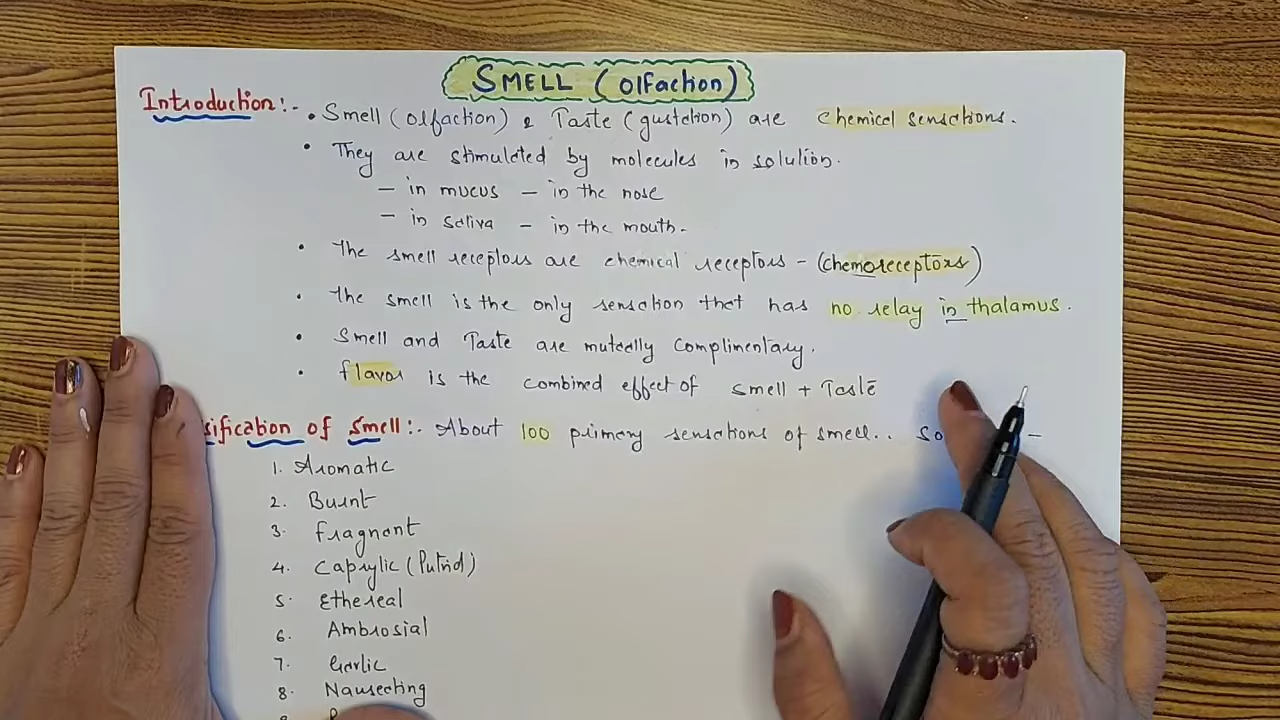 SMELL (Olfaction)
Introduction:-
• Smell (olfaction) & Taste (gustation) are chemical sensations.
• They are stimulated by molecules in solution.
– in mucus – in the nose
– in saliva – in the mouth.
• The smell receptors are chemical receptors – (chemoreceptors)
• The smell is the only sensation that has no relay in thalamus.
• Smell and Taste are mutually complimentary.
• flavor is the combined effect of smell + Taste
sification of Smell:- About 100 primary sensations of smell..
1. Aromatic
2. Burnt
3. fragnant
4. Caprylic (Putrid)
5. Ethereal
6. Ambrosial
7. Garlic
8. Nauseating